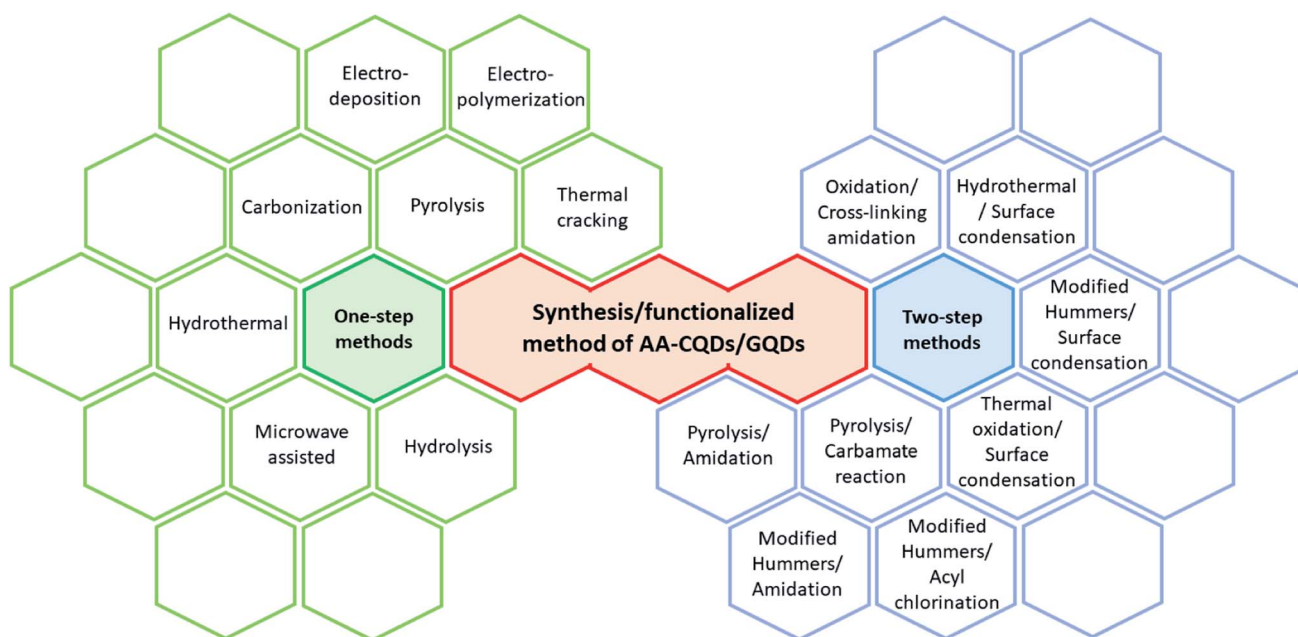 Electro-
deposition
Electro-
polymerization
Carbonization
Pyrolysis
Thermal
cracking
Oxidation/
Cross-linking
amidation
Hydrothermal
/ Surface
condensation
Hydrothermal
One-step
methods
Synthesis/functionalized
method of AA-CQDs/GQDs
Two-step
methods
Modified
Hummers/
Surface
condensation
Microwave
assisted
Hydrolysis
Pyrolysis/
Amidation
Pyrolysis/
Carbamate
reaction
Thermal
oxidation/
Surface
condensation
Modified
Hummers/
Amidation
Modified
Hummers/
Acyl
chlorination